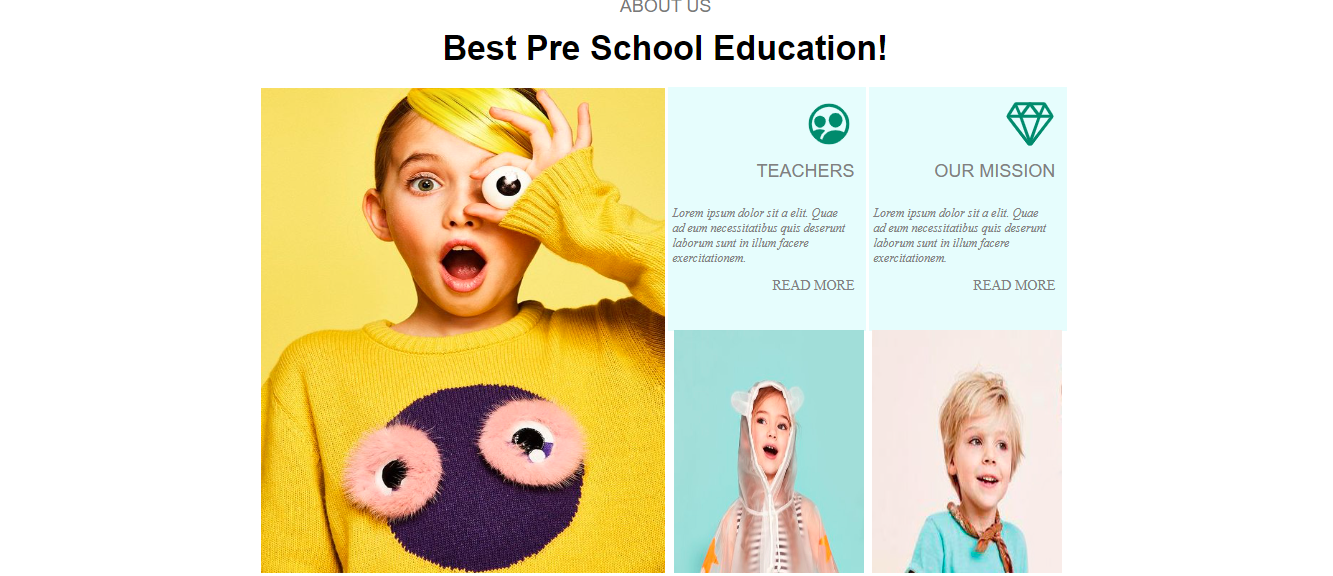 ABOUT US
Best Pre School Education!
TEACHERS
Lorem ipsum dolor sit a elit. Quae
ad eum necessitatibus quis deserunt
laborum sunt in illum facere
exercitationem.
READ MORE
OUR MISSION
Lorem ipsum dolor sit a elit. Quae
ad eum necessitatibus quis deserunt
laborum sunt in illum facere
exercitationem.
READ MORE